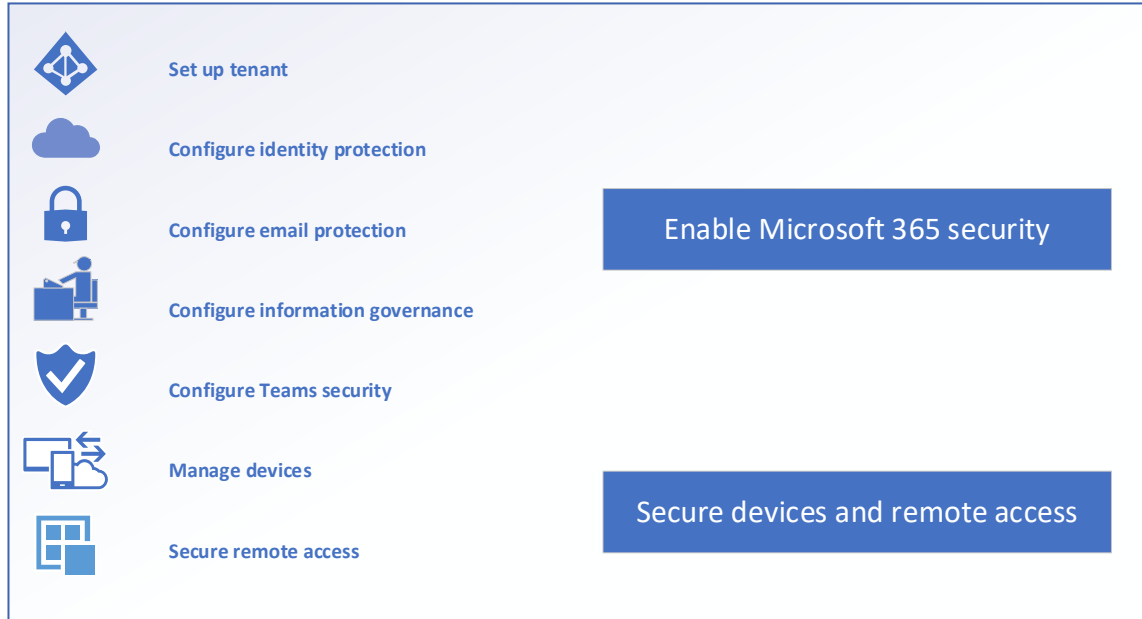 Set up tenant
Configure identity protection
Configure email protection
Configure information governance
Configure Teams security
Manage devices
Secure remote access
Enable Microsoft 365 security
Secure devices and remote access